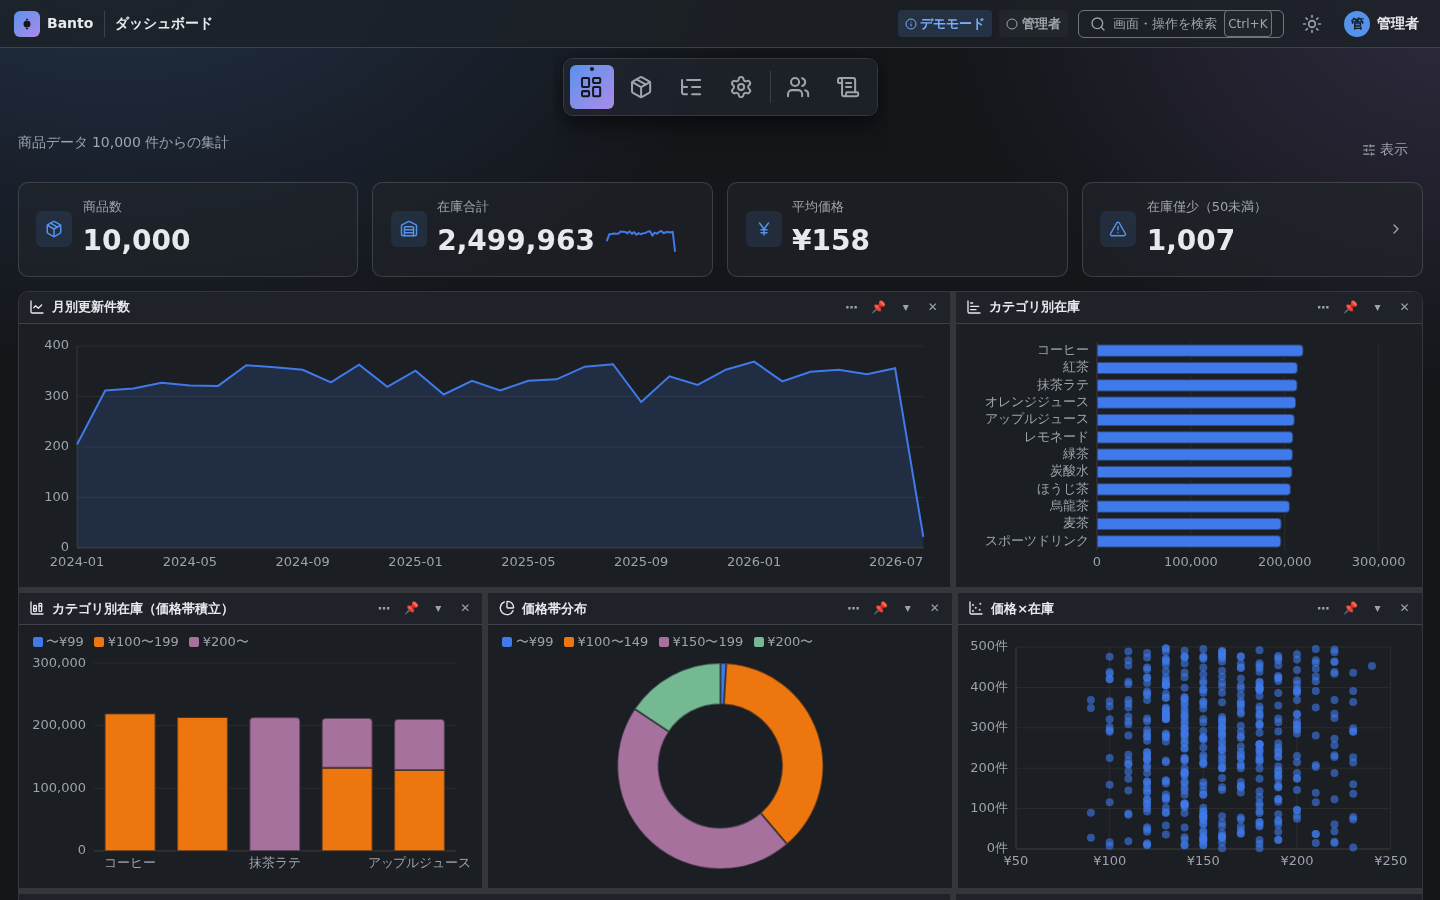 Banto ダッシュボード デモモード 管理者 画面・操作を検索 Ctrl+K 管 管理者
商品データ 10,000 件からの集計
表示
商品数 在庫合計 平均価格 在庫僅少（50未満）
10,000 2,499,963 ¥158 1,007
月別更新件数
400
300
200
100
0
2024-01 2024-05 2024-09 2025-01 2025-05 2025-09 2026-01 2026-07
カテゴリ別在庫
コーヒー
紅茶
抹茶ラテ
オレンジジュース
アップルジュース
レモネード
緑茶
炭酸水
ほうじ茶
烏龍茶
麦茶
スポーツドリンク
0 100,000 200,000 300,000
カテゴリ別在庫（価格帯積立）
〜¥99 ¥100〜199 ¥200〜
300,000
200,000
100,000
0
コーヒー 抹茶ラテ アップルジュース
価格帯分布
〜¥99 ¥100〜149 ¥150〜199 ¥200〜
価格×在庫
500件
400件
300件
200件
100件
0件
¥50 ¥100 ¥150 ¥200 ¥250